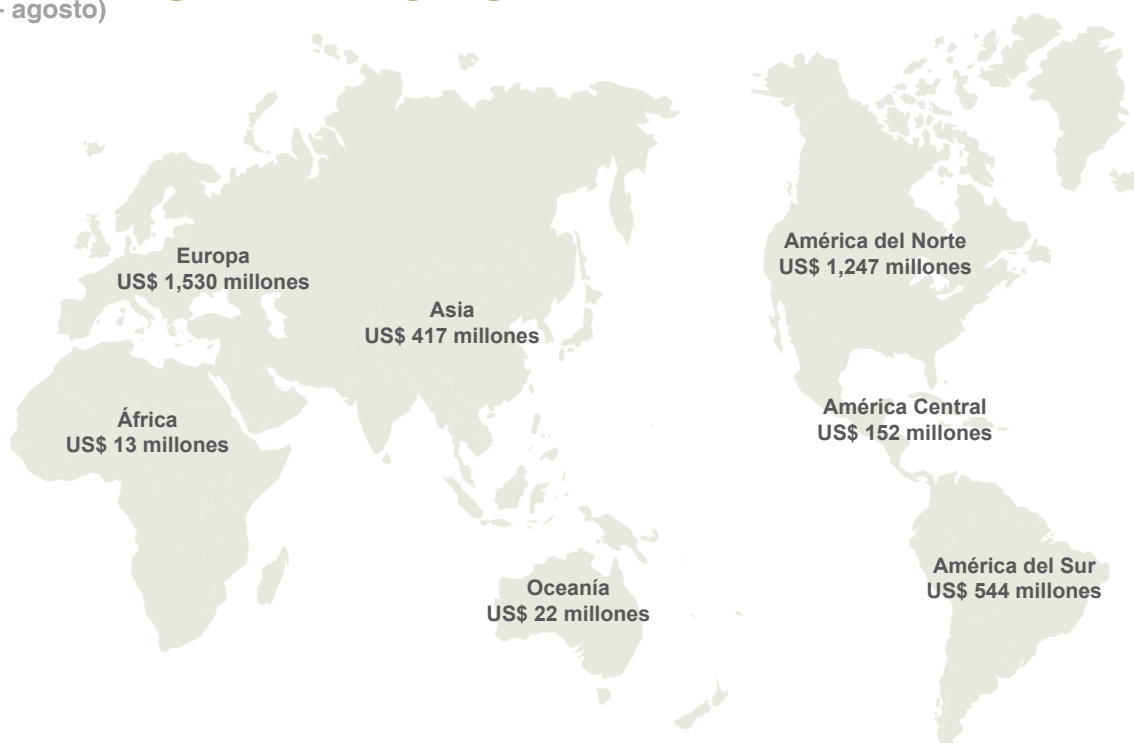 - agosto)
América del Norte
US$ 1,247 millones
Europa
US$ 1,530 millones
Asia
US$ 417 millones
América Central
US$ 152 millones
África
US$ 13 millones
América del Sur
US$ 544 millones
Oceanía
US$ 22 millones